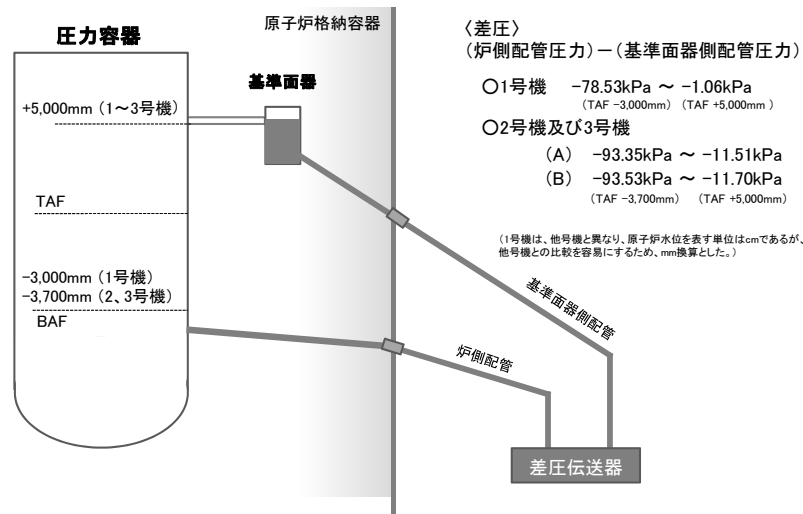 原子炉格納容器
圧力容器
基準面器
+5,000mm（1～3号機）
TAF
-3,000mm（1号機）
-3,700mm（2、3号機）
BAF
基準面器側配管
炉側配管
差圧伝送器
〈差圧〉
（炉側配管圧力）－（基準面器側配管圧力）
○1号機　-78.53kPa ～ -1.06kPa
（TAF -3,000mm）（TAF +5,000mm ）
○2号機及び3号機
（A） -93.35kPa ～ -11.51kPa
（B） -93.53kPa ～ -11.70kPa
（TAF -3,700mm）　（TAF +5,000mm）
（1号機は、他号機と異なり、原子炉水位を表す単位はcmであるが、
他号機との比較を容易にするため、mm換算とした。）